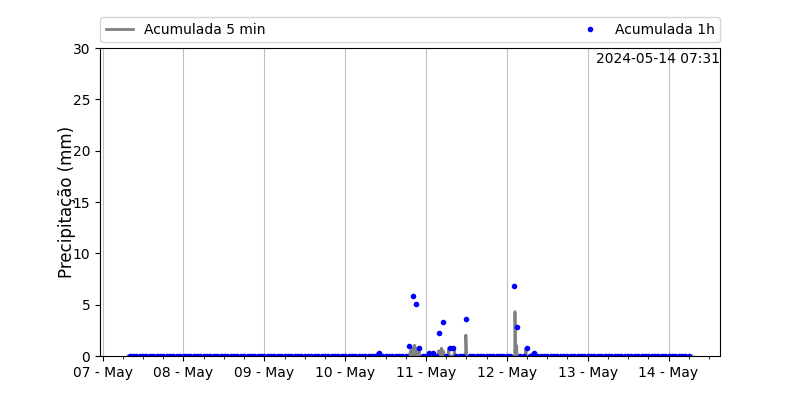 Acumulada 5 min
Acumulada 1h
2024-05-14 07:31
Precipitação (mm)
30
25
20
15
10
5
0
07 - May
08 - May
09 - May
10 - May
11 - May
12 - May
13 - May
14 - May